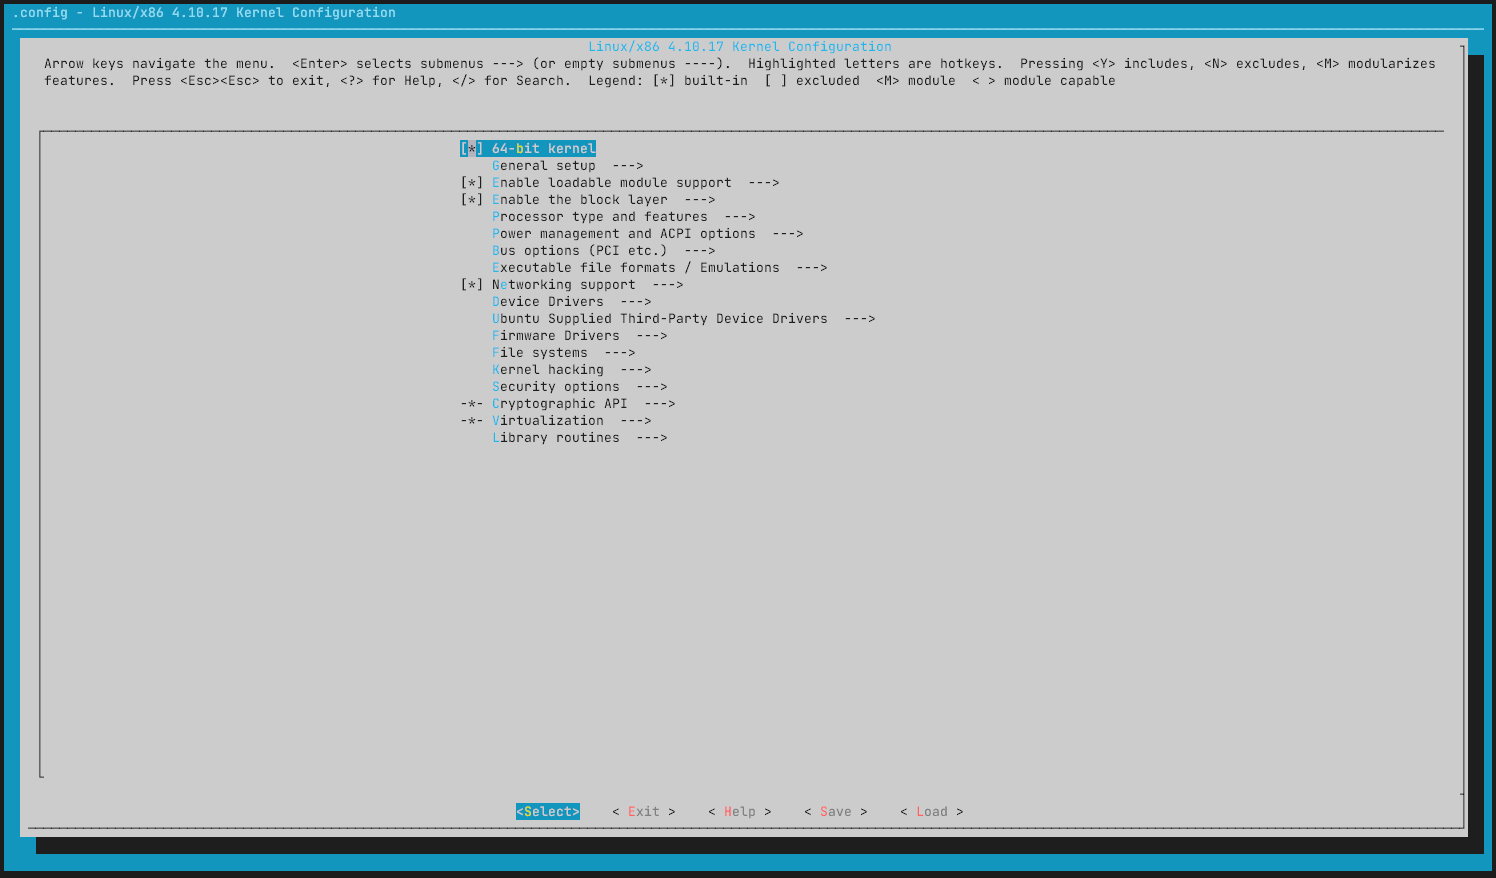 .config - Linux/x86 4.10.17 Kernel Configuration
Linux/x86 4.10.17 Kernel Configuration
Arrow keys navigate the menu.  <Enter> selects submenus ---> (or empty submenus ----).  Highlighted letters are hotkeys.  Pressing <Y> includes, <N> excludes, <M> modularizes
features.  Press <Esc><Esc> to exit, <?> for Help, </> for Search.  Legend: [*] built-in  [ ] excluded  <M> module  < > module capable
[*] 64-bit kernel
General setup  --->
[*] Enable loadable module support  --->
[*] Enable the block layer  --->
Processor type and features  --->
Power management and ACPI options  --->
Bus options (PCI etc.)  --->
Executable file formats / Emulations  --->
[*] Networking support  --->
Device Drivers  --->
Ubuntu Supplied Third-Party Device Drivers  --->
Firmware Drivers  --->
File systems  --->
Kernel hacking  --->
Security options  --->
-*- Cryptographic API  --->
-*- Virtualization  --->
Library routines  --->
<Select>    < Exit >    < Help >    < Save >    < Load >